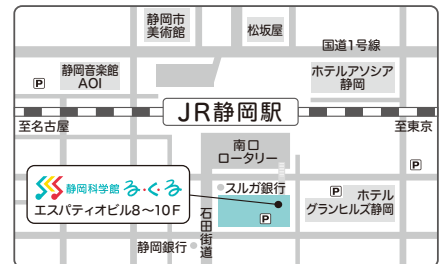 静岡市
美術館
松坂屋
国道1号線
P
静岡音楽館
AOI
ホテルアソシア
静岡
JR静岡駅
至名古屋
至東京
南口
ロータリー
P
静岡科学館 る・く・る
エスパティオビル8～10F
スルガ銀行
P
P
ホテル
グランヒルズ静岡
石田街道
静岡銀行